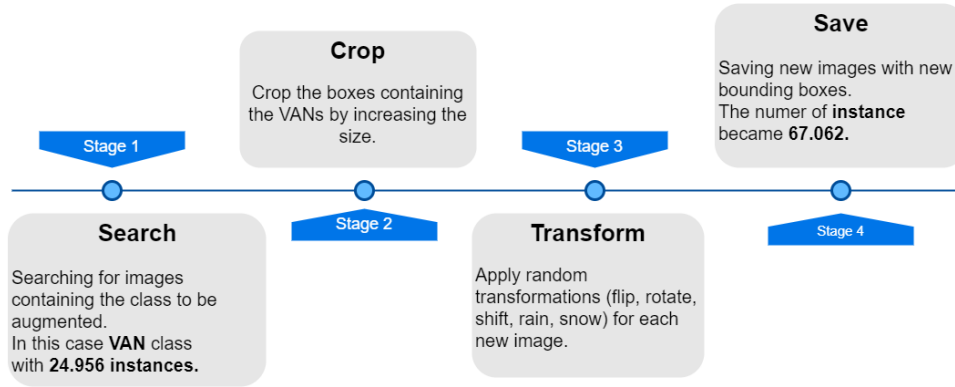 Stage 1
Search
Searching for images
containing the class to be
augmented.
In this case VAN class
with 24.956 instances.
Crop
Crop the boxes containing
the VANs by increasing the
size.
Stage 2
Stage 3
Transform
Apply random
transformations (flip, rotate,
shift, rain, snow) for each
new image.
Save
Saving new images with new
bounding boxes.
The numer of instance
became 67.062.
Stage 4